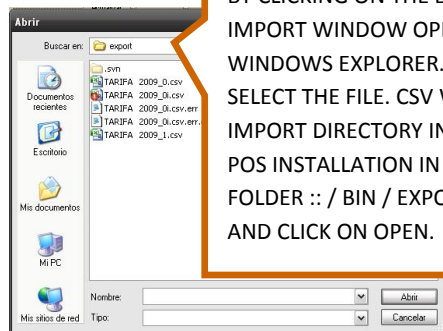 Abrir
Buscar en:
export
Documentos recientes
Escritorio
Mis documentos
Mi PC
Mis sitios de red
.svn
TARIFA 2009_0.csv
TARIFA 2009_0i.csv
TARIFA 2009_0i.csv.err
TARIFA 2009_0i.csv.err.
TARIFA 2009_1.csv
Nombre:
Tipo:
Abrir
Cancelar
IMPORT WINDOW OPE
WINDOWS EXPLORER.
SELECT THE FILE. CSV
IMPORT DIRECTORY IN
POS INSTALLATION IN
FOLDER :: / BIN / EXPO
AND CLICK ON OPEN.